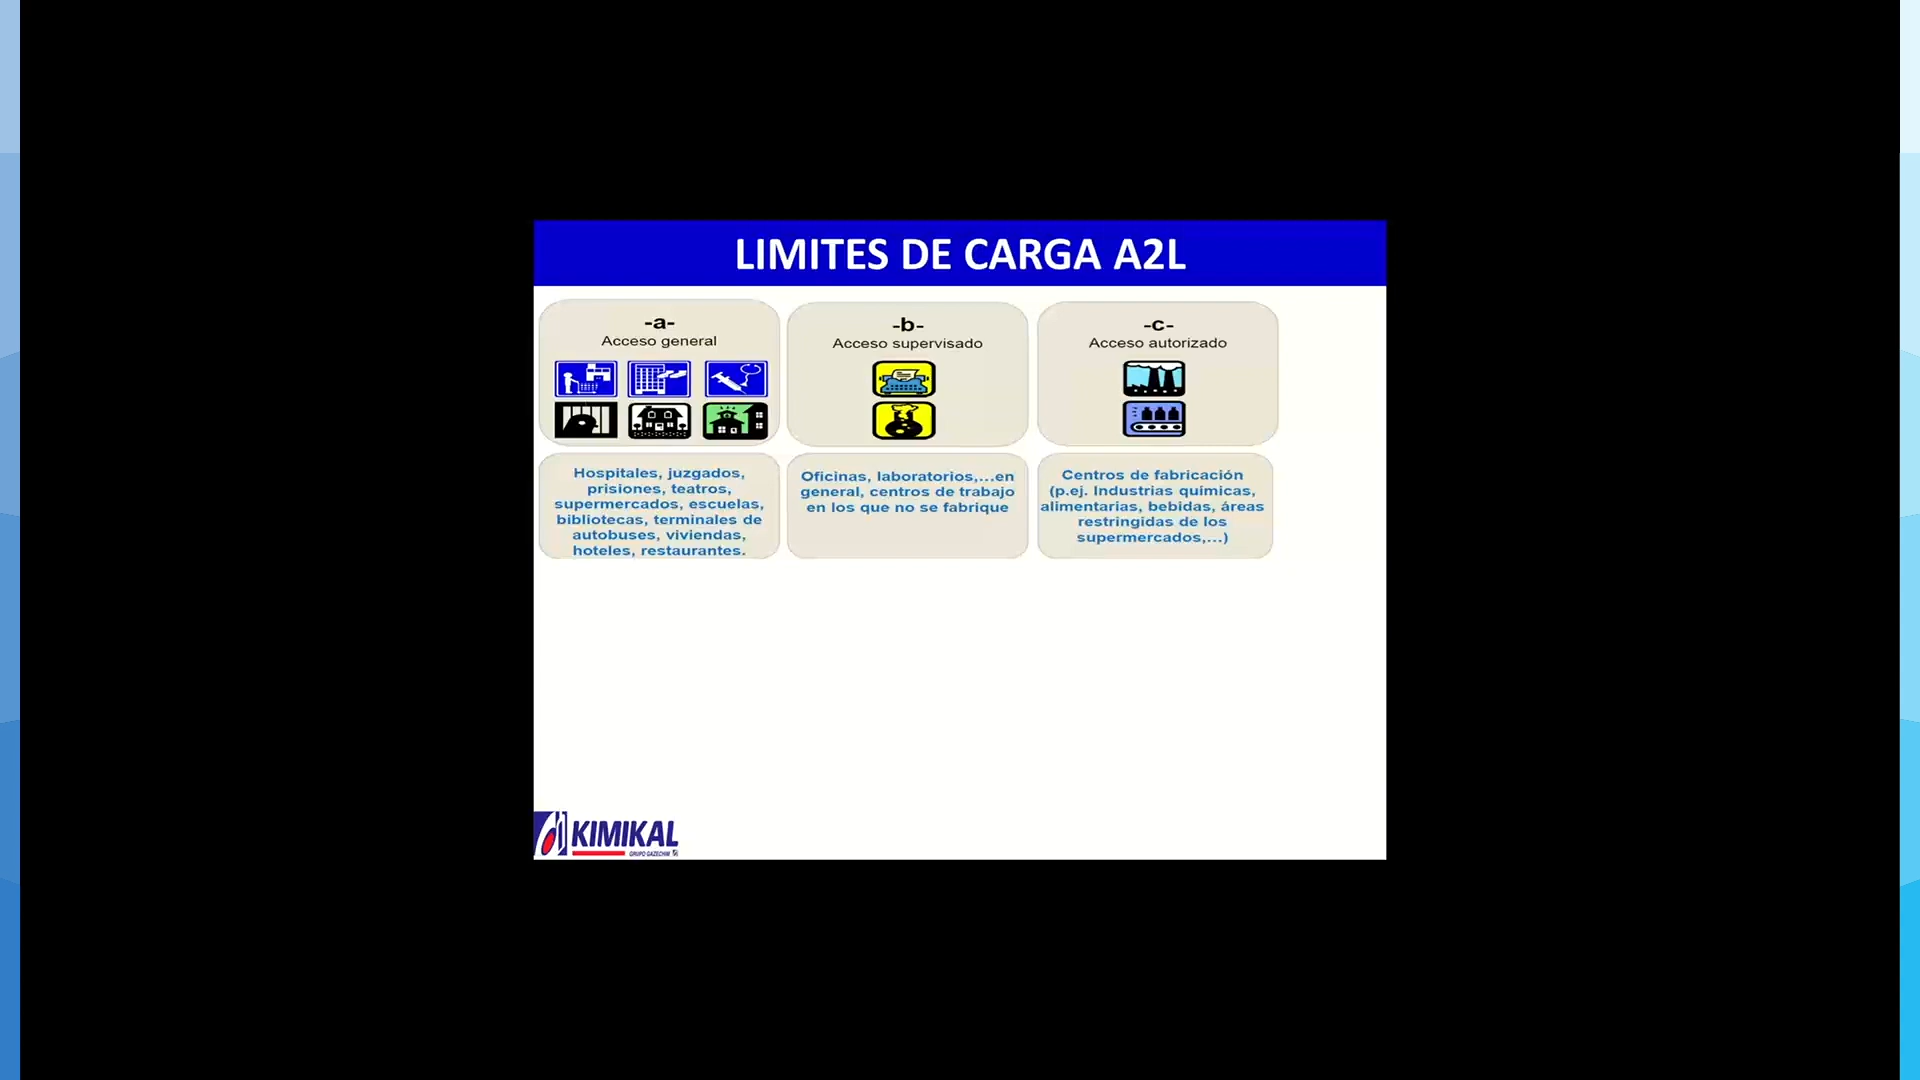 LIMITES DE CARGA A2L
-a-
Acceso general
Hospitales, juzgados,
prisiones, teatros,
supermercados, escuelas,
bibliotecas, terminales de
autobuses, viviendas,
hoteles, restaurantes.
-b-
Acceso supervisado
Oficinas, laboratorios,...en
general, centros de trabajo
en los que no se fabrique
-c-
Acceso autorizado
Centros de fabricación
(p.ej. Industrias químicas,
alimentarias, bebidas, áreas
restringidas de los
supermercados,...)
KIMIKAL
GRUPO GAZECHIM